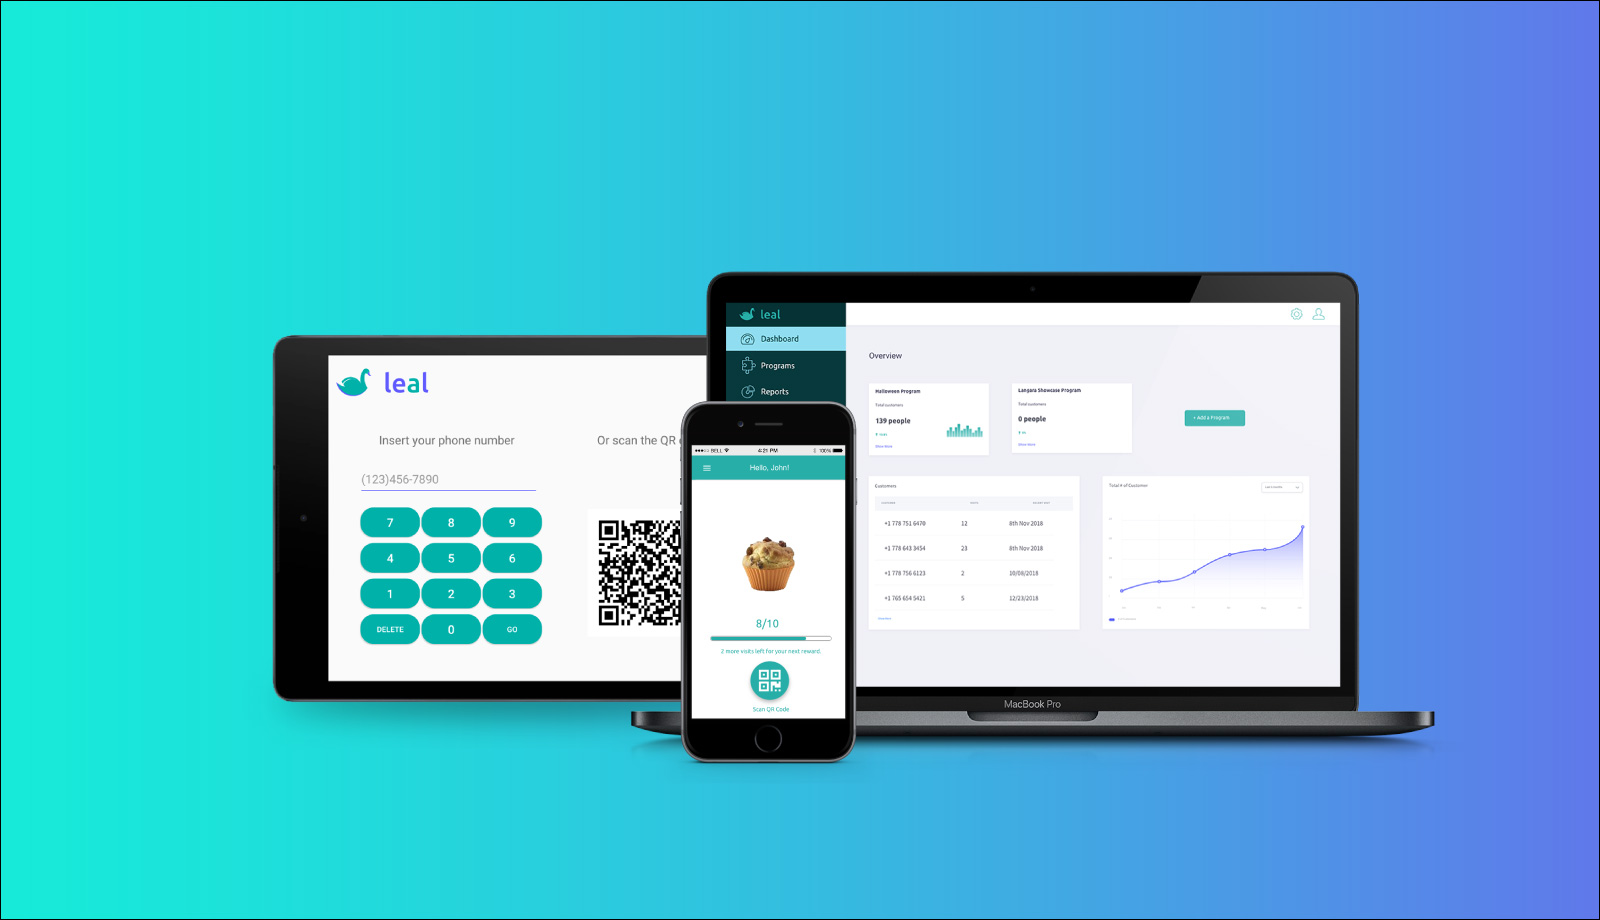 leal
Insert your phone number
Or scan the QR
(123)456-7890
7 8 9
4 5 6
1 2 3
DELETE 0 GO
BELL 4:21 PM 100%
Hello, John!
8/10
2 more visits left for your next reward.
Scan QR Code
leal
Dashboard
Programs
Reports
Overview
Halloween Program
Total customers
139 people
Show More
Langara Showcase Program
Total customers
0 people
Show More
+ Add a Program
Customers
+1 778 751 6470 12 8th Nov 2018
+1 778 643 3454 23 8th Nov 2018
+1 778 756 6123 2 10/08/2018
+1 765 654 5421 5 12/23/2018
Total # of Customer
MacBook Pro